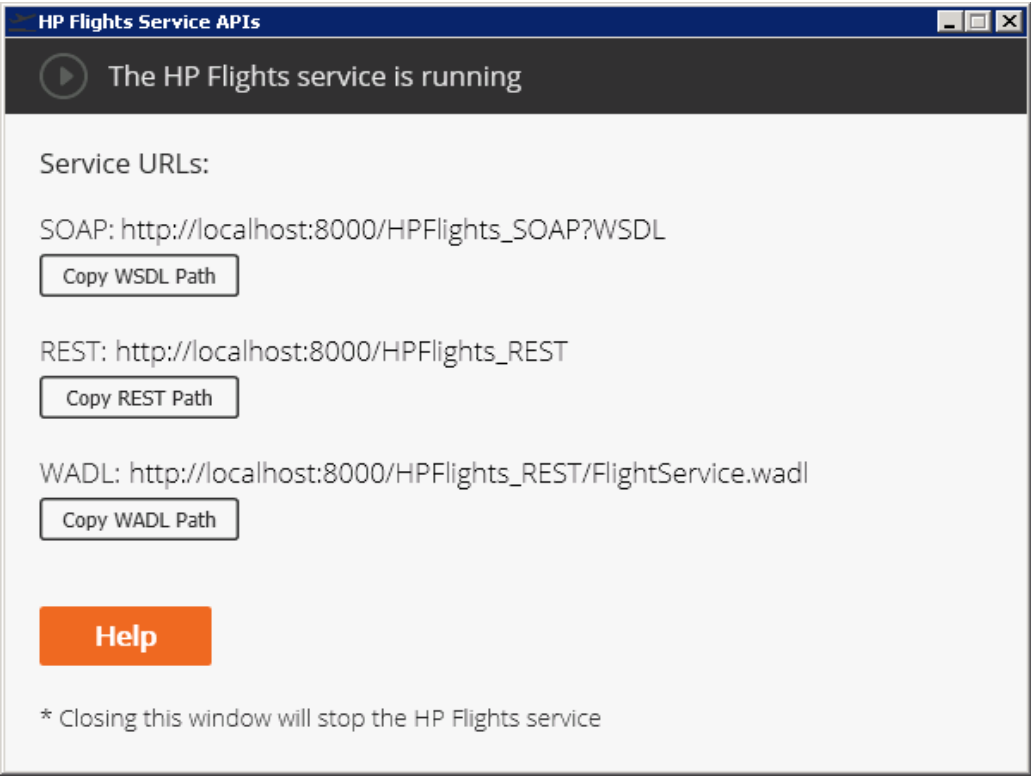 HP Flights Service APIs
The HP Flights service is running
Service URLs:
SOAP: http://localhost:8000/HPFlights_SOAP?WSDL
Copy WSDL Path
REST: http://localhost:8000/HPFlights_REST
Copy REST Path
WADL: http://localhost:8000/HPFlights_REST/FlightService.wadl
Copy WADL Path
Help
* Closing this window will stop the HP Flights service